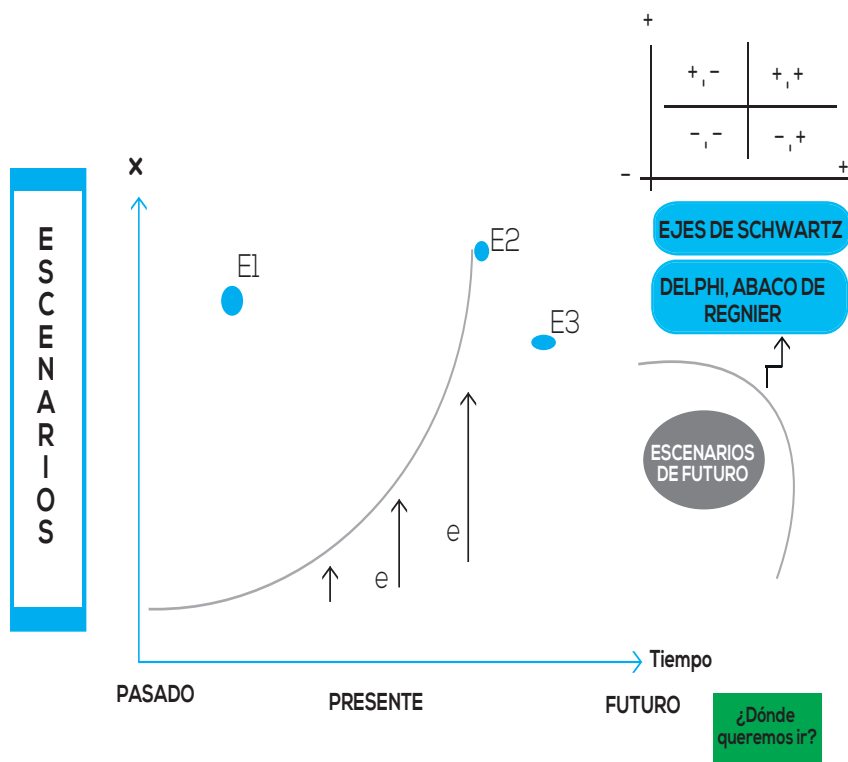 +
+,-
+,+
-,-
-,+
-
+
EJES DE SCHWARTZ
DELPHI, ABACO DE
REGNIER
ESCENARIOS
DE FUTURO
ESCENARIOS
x
E1
E2
E3
e
e
Tiempo
PASADO
PRESENTE
FUTURO
¿Dónde
queremos ir?